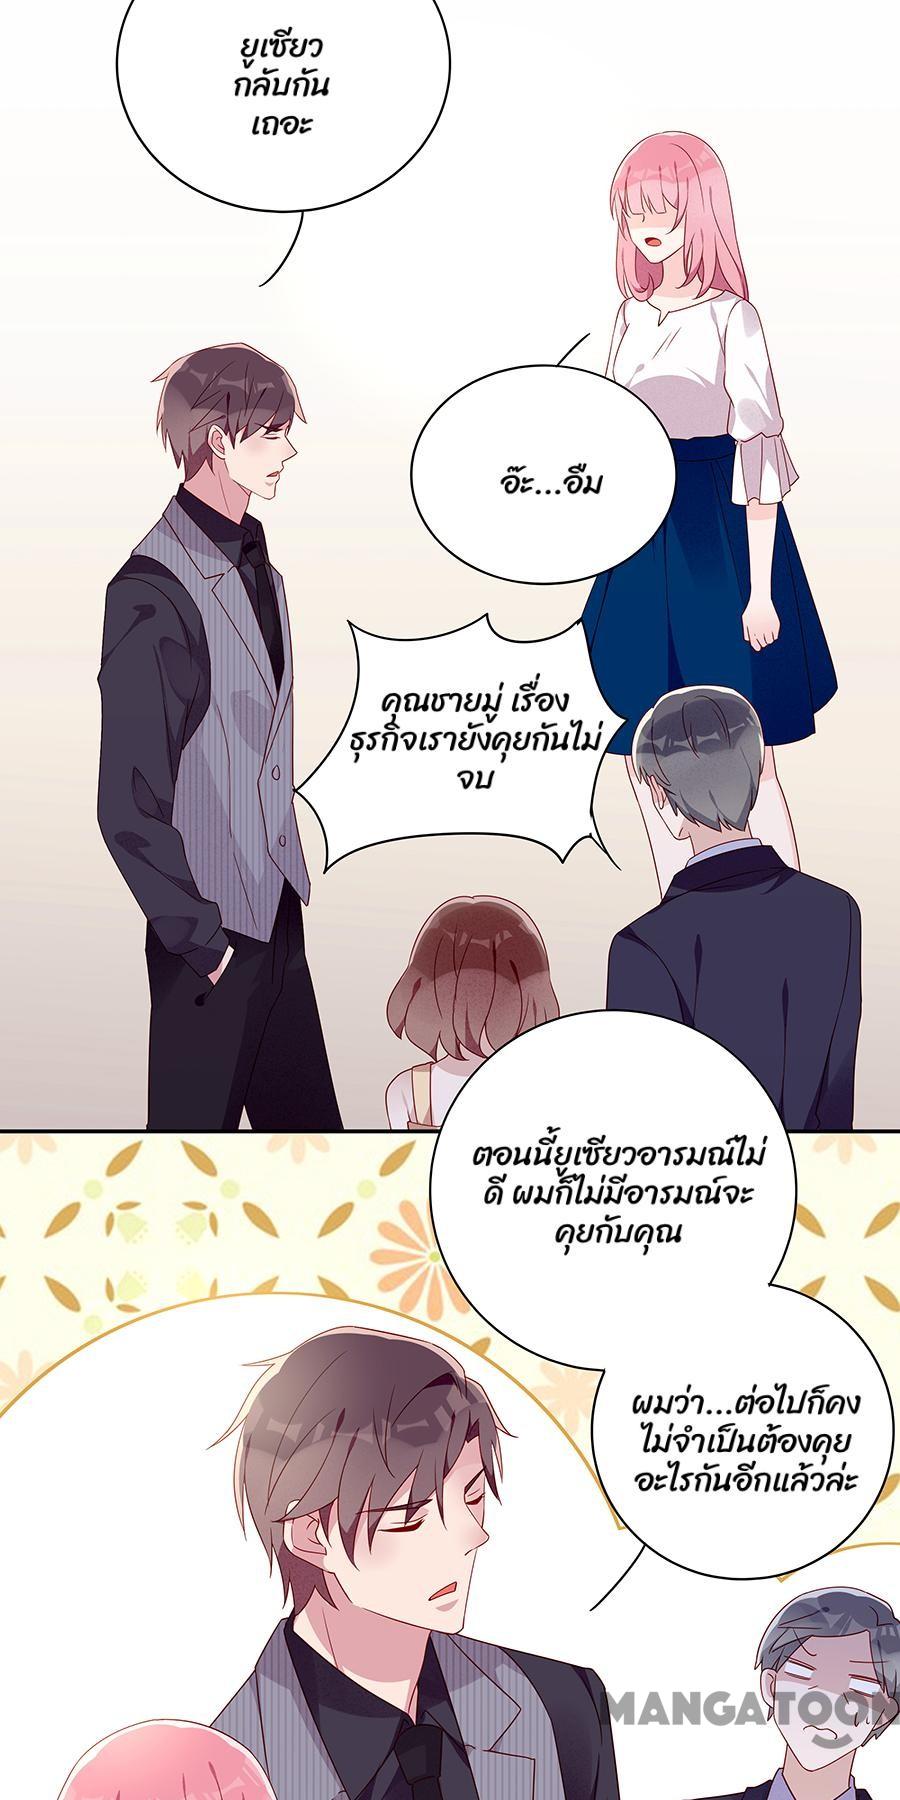 ยูเซียว
กลับกัน
เถอะ
อ๊ะ...อืม
คุณชายมู่ เรื่อง
ธุรกิจเรายังคุยกันไม่
จบ
ตอนนี้ยูเซียวอารมณ์ไม่
ดี ผมก็ไม่มีอารมณ์จะ
คุยกับคุณ
ผมว่า...ต่อไปก็คง
ไม่จำเป็นต้องคุย
อะไรกันอีกแล้วล่ะ
MANGATOON